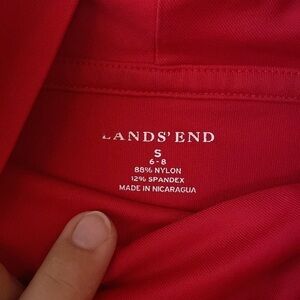 LANDS' END
S
6-8
88% NYLON
12% SPANDEX
MADE IN NICARAGUA